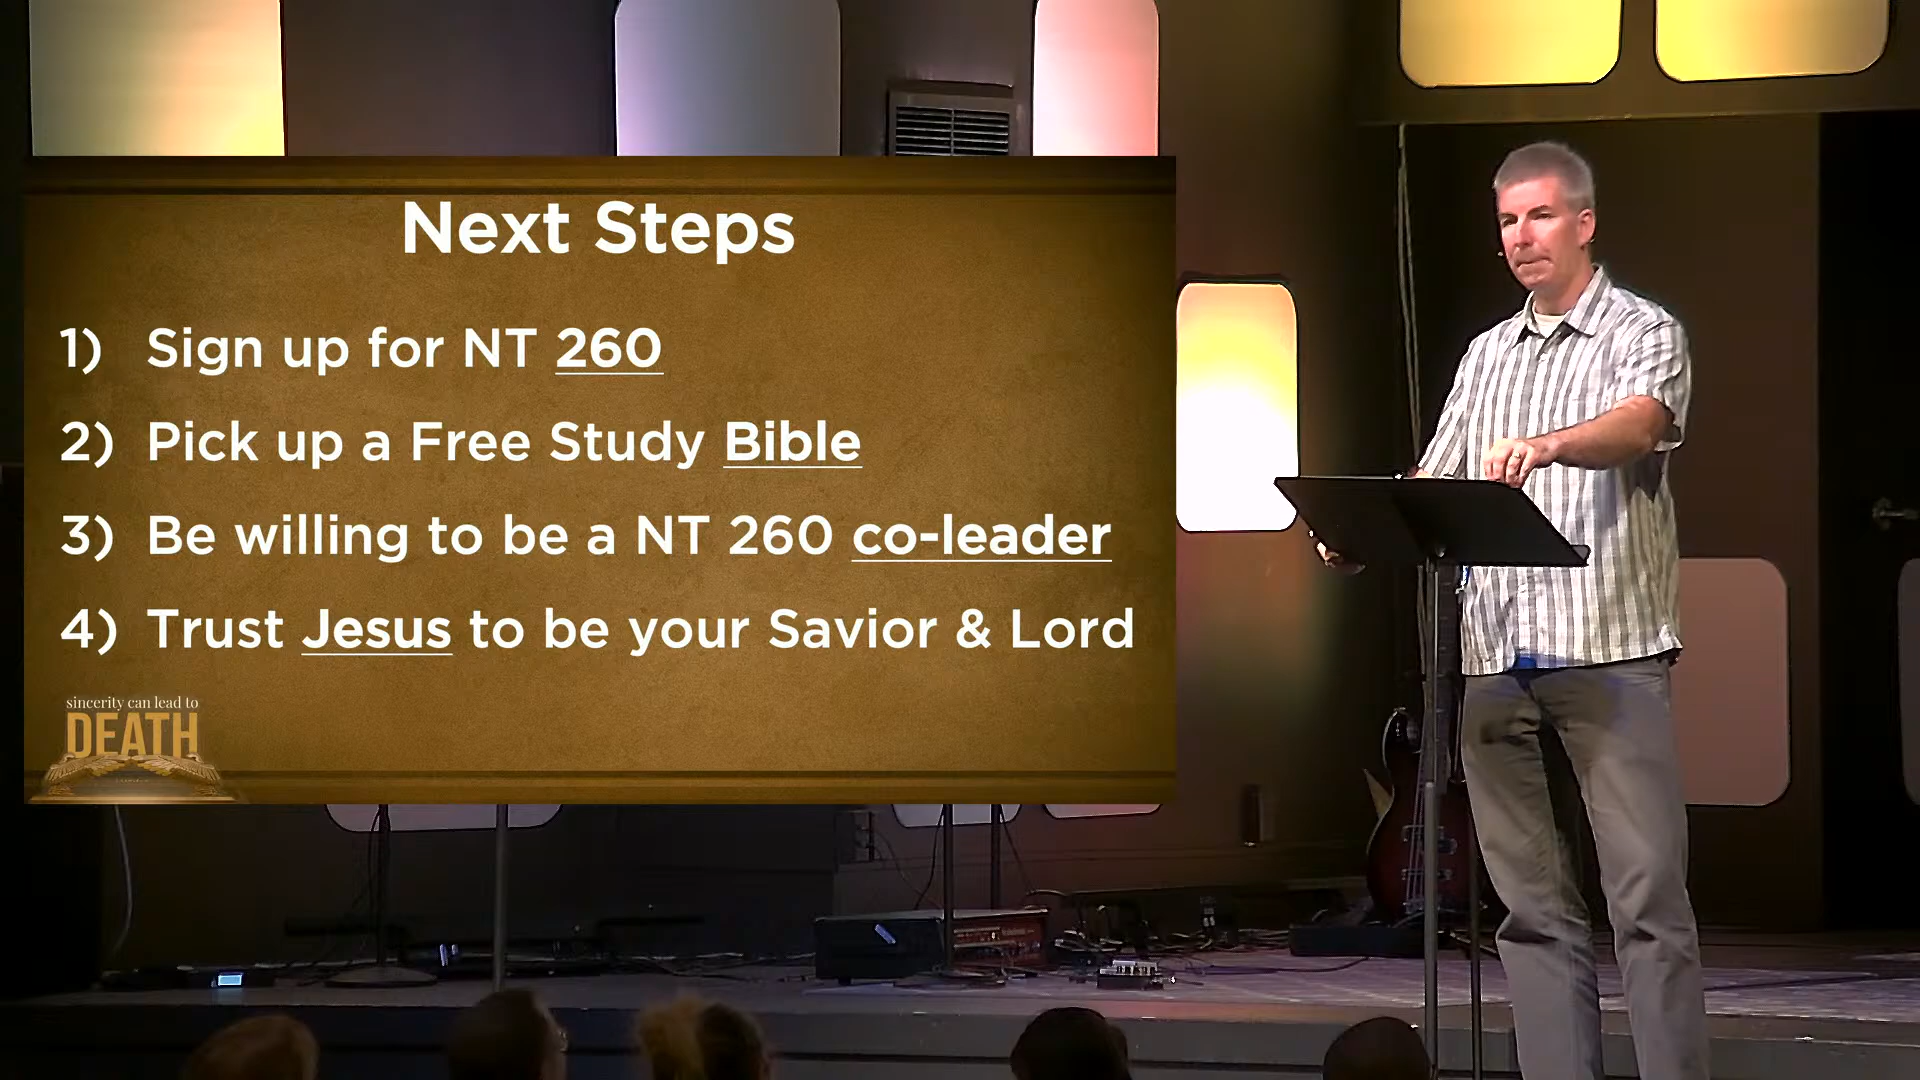 Next Steps
1) Sign up for NT 260
2) Pick up a Free Study Bible
3) Be willing to be a NT 260 co-leader
4) Trust Jesus to be your Savior & Lord
sincerity can lead to
DEATH